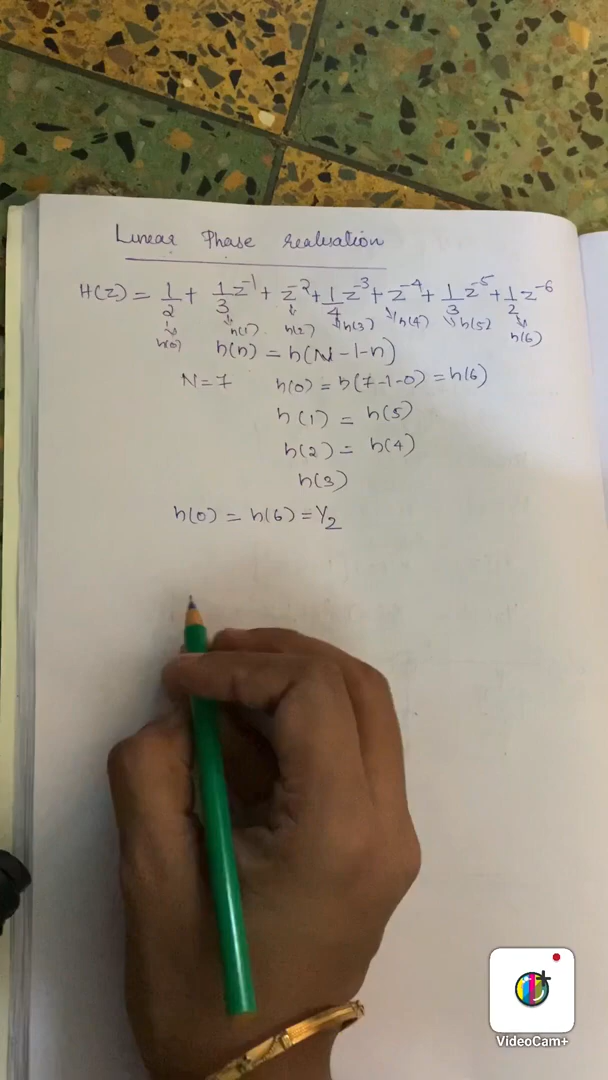 Linear Phase realisation
H(z) = 1/2 + 1/3 z^-1 + z^-2 + 1/4 z^-3 + z^-4 + 1/3 z^-5 + 1/2 z^-6
h(0) h(1) h(2) h(3) h(4) h(5) h(6)
h(n) = h(N-1-n)
N=7 h(0) = h(7-1-0) = h(6)
h(1) = h(5)
h(2) = h(4)
h(3)
h(0) = h(6) = 1/2
VideoCam+